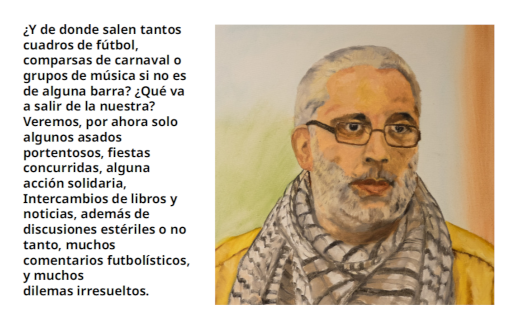 ¿Y de donde salen tantos
cuadros de fútbol,
comparsas de carnaval o
grupos de música si no es
de alguna barra? ¿Qué va
a salir de la nuestra?
Veremos, por ahora solo
algunos asados
portentosos, fiestas
concurridas, alguna
acción solidaria,
Intercambios de libros y
noticias, además de
discusiones estériles o no
tanto, muchos
comentarios futbolísticos,
y muchos
dilemas irresueltos.